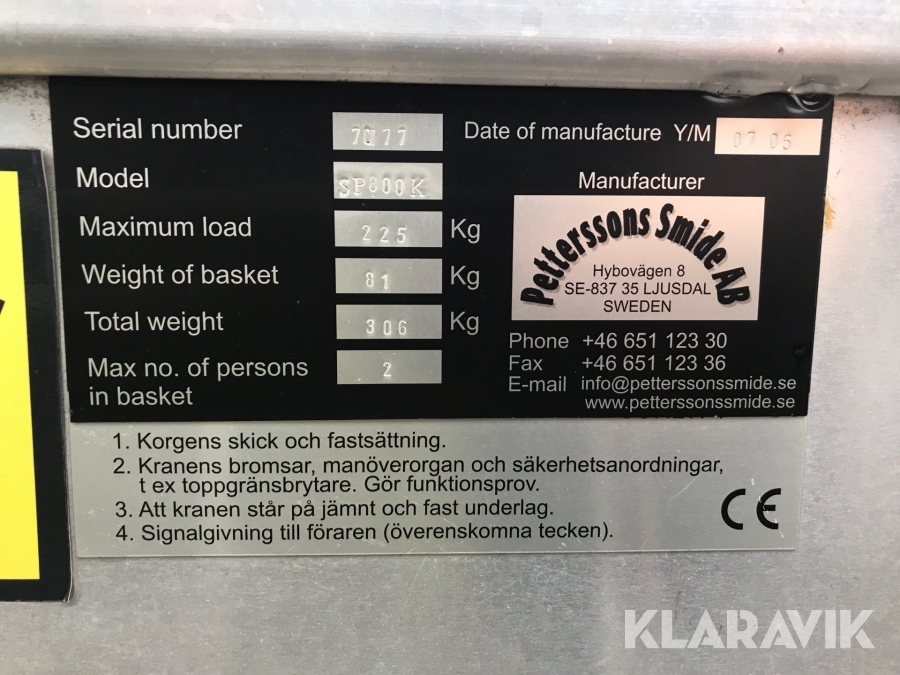 Serial number
Date of manufacture Y/M 07 05
Model SP800K
Manufacturer
Maximum load 225 Kg
Petterssons Smide AB
Weight of basket 81 Kg
Hybovägen 8
SE-837 35 LJUSDAL
SWEDEN
Total weight 306 Kg
Phone +46 651 123 30
Fax +46 651 123 36
Max no. of persons 2
in basket
E-mail info@petterssonssmide.se
www.petterssonssmide.se
1. Korgens skick och fastsättning.
2. Kranens bromsar, manöverorgan och säkerhetsanordningar,
t ex toppgränsbrytare. Gör funktionsprov.
3. Att kranen står på jämnt och fast underlag.
4. Signalgivning till föraren (överenskomna tecken).
CE
KLARAVIK